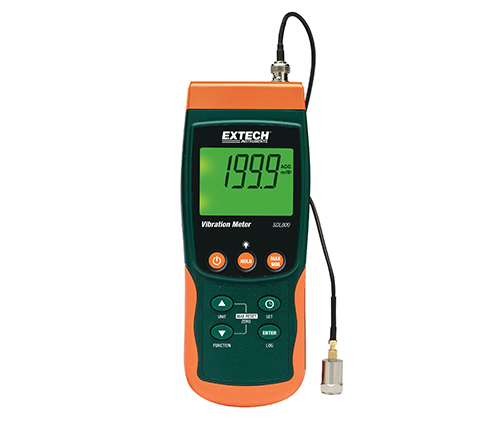 EXTECH
INSTRUMENTS
199.9
ACC
m/s²
Vibration Meter SDL800
HOLD
MAX
MIN
UNIT
MAX RESET
ZERO
SET
ENTER
FUNCTION
LOG